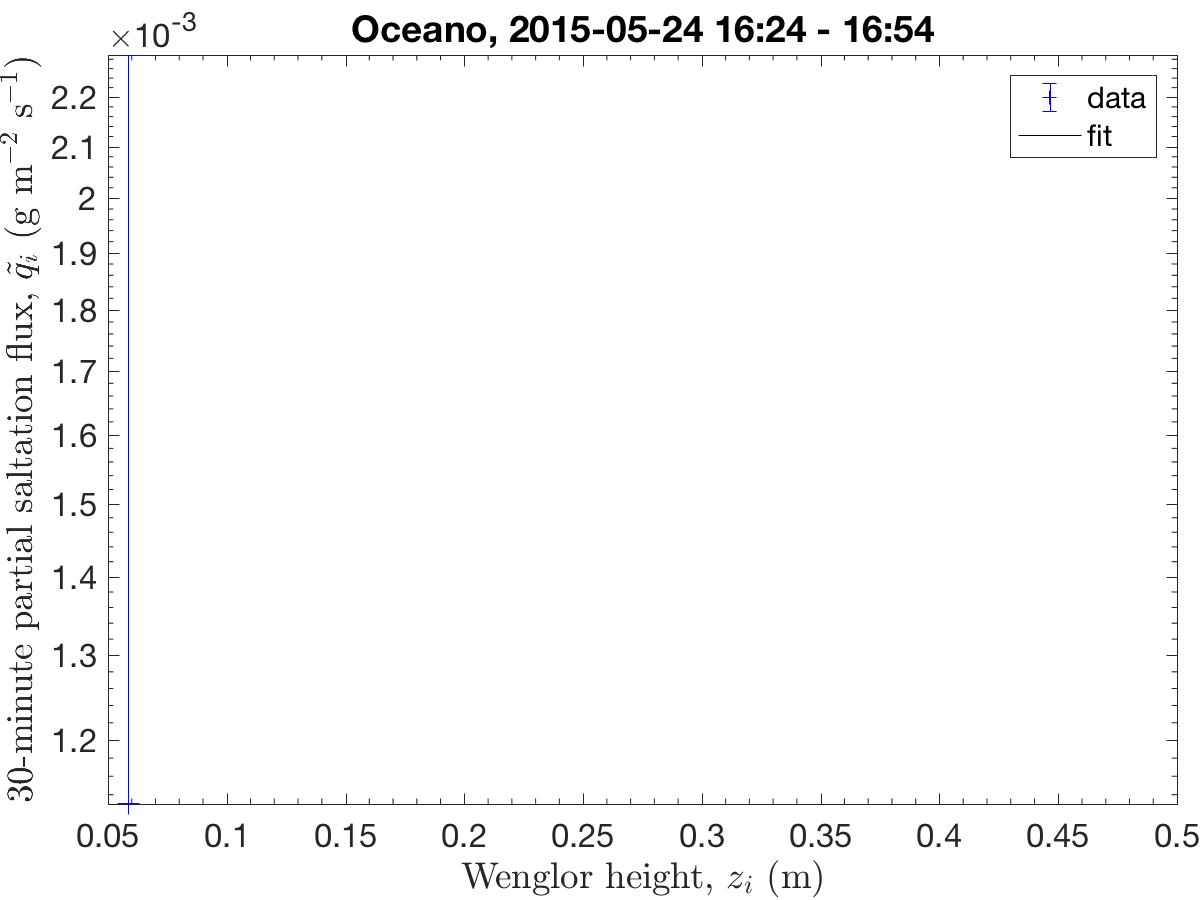 Oceano, 2015-05-24 16:24 - 16:54
×10⁻³
data
fit
2.2
2.1
2
1.9
1.8
1.7
1.6
1.5
1.4
1.3
1.2
30-minute partial saltation flux, q̃ᵢ (g m⁻² s⁻¹)
0.05 0.1 0.15 0.2 0.25 0.3 0.35 0.4 0.45 0.5
Wenglor height, zᵢ (m)